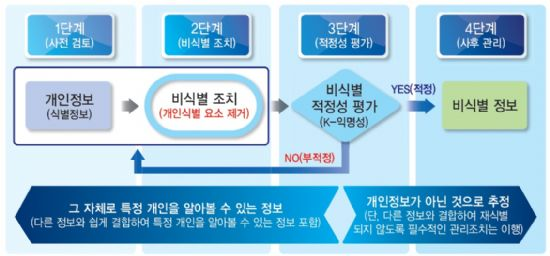 1단계
(사전 검토)
2단계
(비식별 조치)
3단계
(적정성 평가)
4단계
(사후 관리)
개인정보
(식별정보)
비식별 조치
(개인식별 요소 제거)
비식별
적정성 평가
(K-익명성)
YES(적정)
비식별 정보
NO(부적정)
그 자체로 특정 개인을 알아볼 수 있는 정보
(다른 정보와 쉽게 결합하여 특정 개인을 알아볼 수 있는 정보 포함)
개인정보가 아닌 것으로 추정
(단, 다른 정보와 결합하여 재식별
되지 않도록 필수적인 관리조치는 이행)